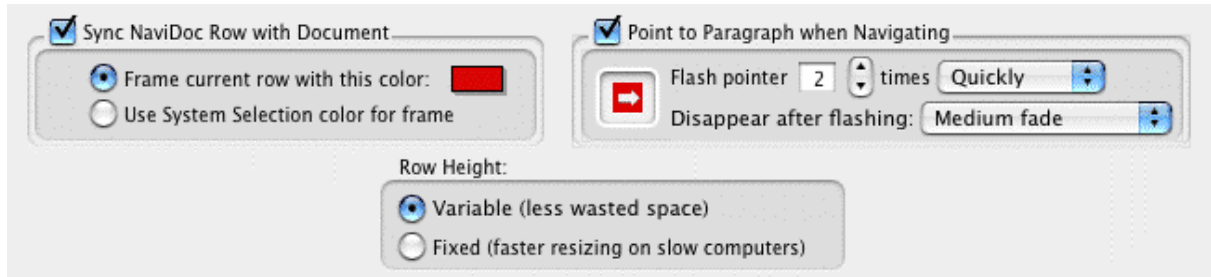 Sync NaviDoc Row with Document
Frame current row with this color:
Use System Selection color for frame
Point to Paragraph when Navigating
Flash pointer 2 times Quickly
Disappear after flashing: Medium fade
Row Height:
Variable (less wasted space)
Fixed (faster resizing on slow computers)